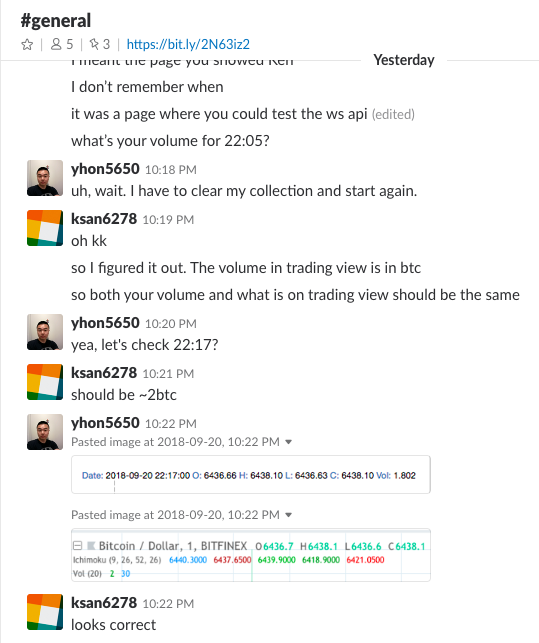 #general
5 | 3 | https://bit.ly/2N63iz2
I meant the page you showed Ken
Yesterday
I don't remember when
it was a page where you could test the ws api (edited)
what's your volume for 22:05?
yhon5650 10:18 PM
uh, wait. I have to clear my collection and start again.
ksan6278 10:19 PM
oh kk
so I figured it out. The volume in trading view is in btc
so both your volume and what is on trading view should be the same
yhon5650 10:20 PM
yea, let's check 22:17?
ksan6278 10:21 PM
should be ~2btc
yhon5650 10:22 PM
Pasted image at 2018-09-20, 10:22 PM
Date: 2018-09-20 22:17:00 O: 6436.66 H: 6438.10 L: 6436.63 C: 6438.10 Vol: 1.802
Pasted image at 2018-09-20, 10:22 PM
Bitcoin / Dollar, 1, BITFINEX O6436.7 H6438.1 L6436.6 C6438.1
Ichimoku (9, 26, 52, 26) 6440.3000 6437.6500 6439.9000 6418.9000 6421.0500
Vol (20) 2 30
ksan6278 10:22 PM
looks correct